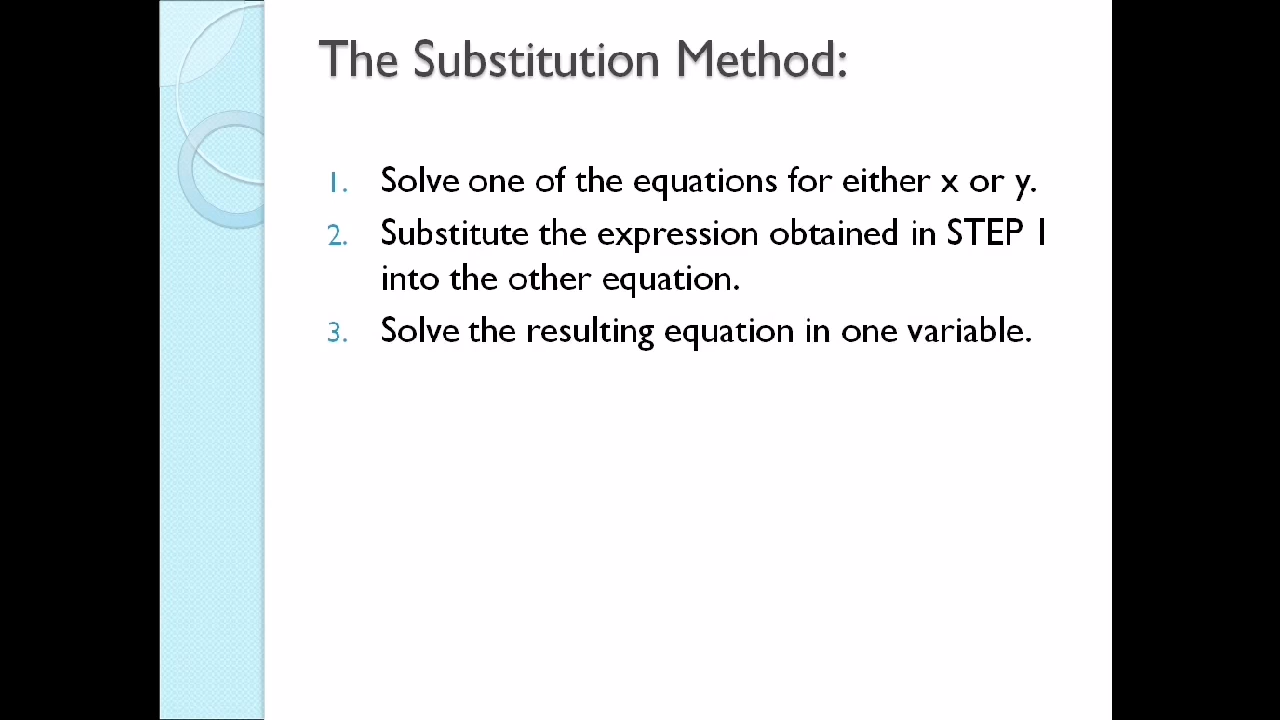 The Substitution Method:
1. Solve one of the equations for either x or y.
2. Substitute the expression obtained in STEP 1
into the other equation.
3. Solve the resulting equation in one variable.